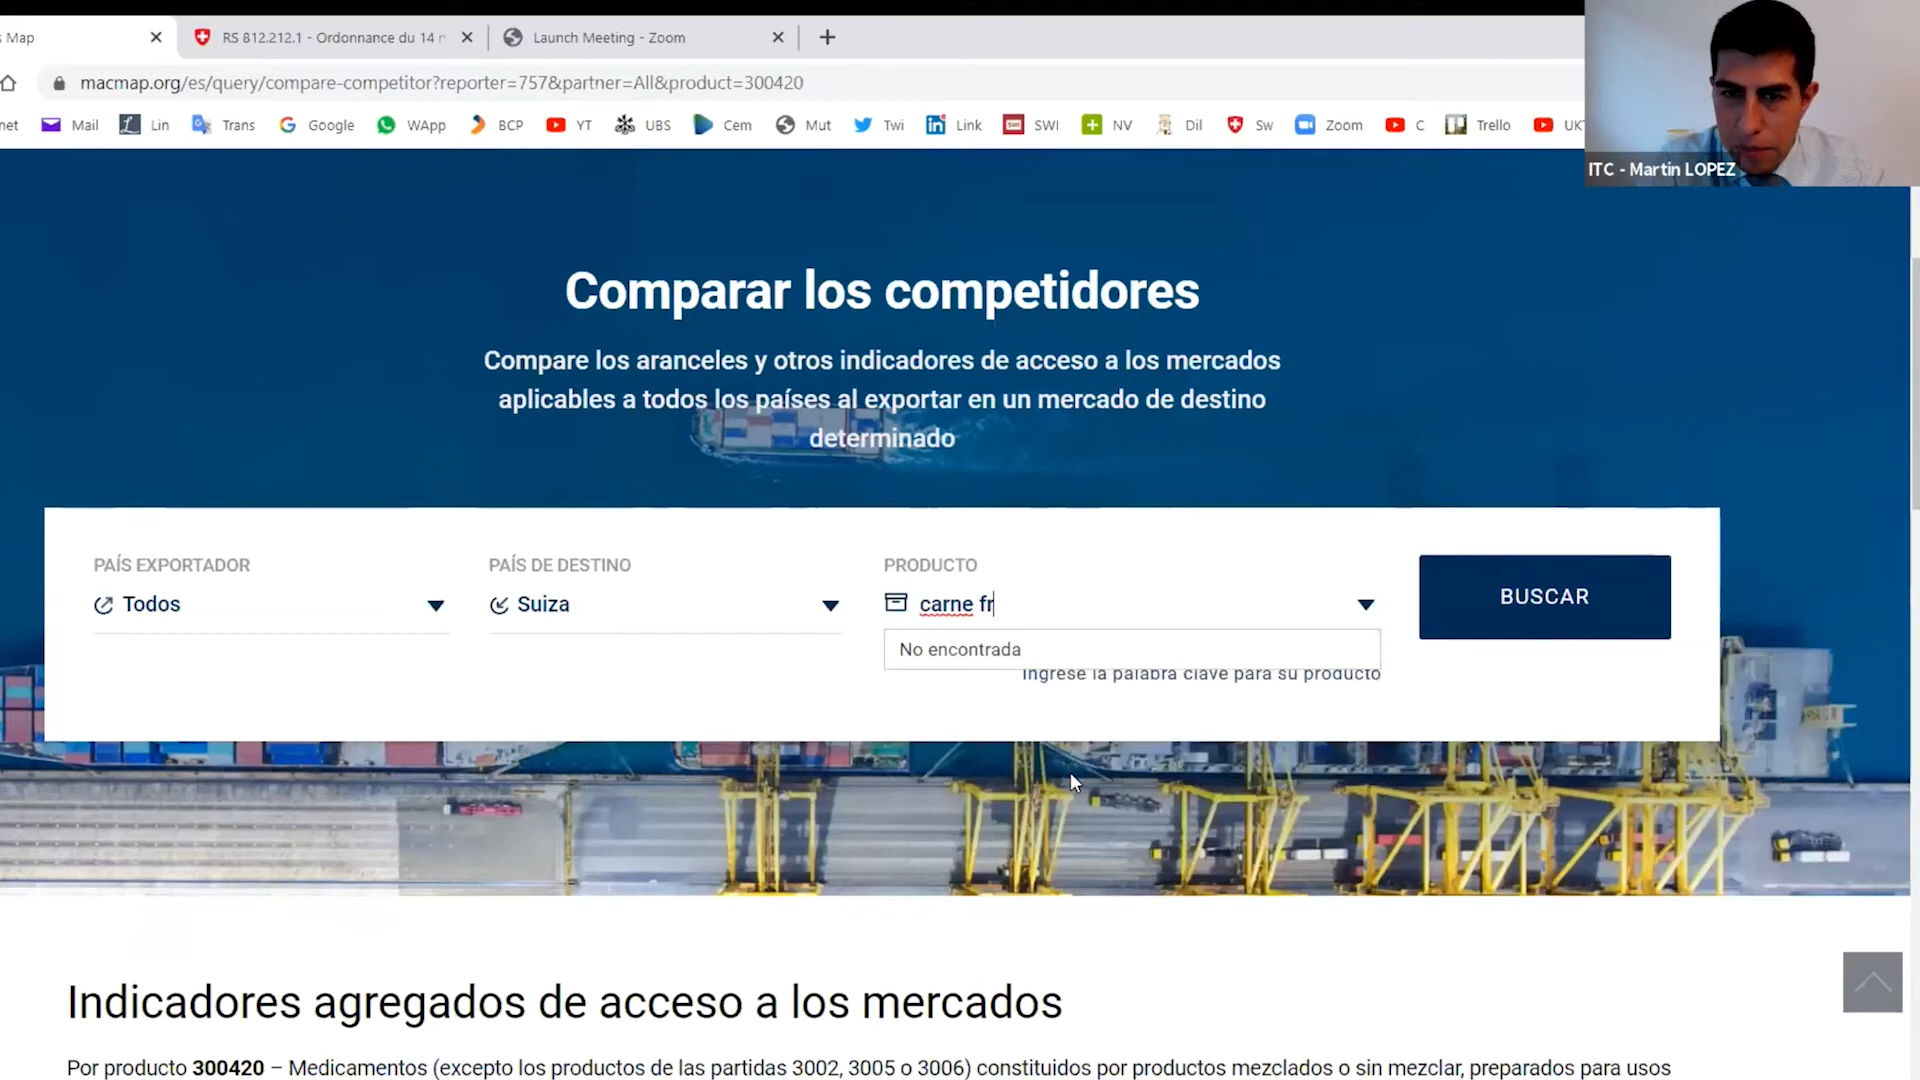 s Map
RS 812.212.1 - Ordonnance du 14
Launch Meeting - Zoom
macmap.org/es/query/compare-competitor?reporter=757&partner=All&product=300420
net Mail Lin Trans Google WApp BCP YT UBS Cem Mut Twi Link SWI NV Dil Sw Zoom C Trello UK
ITC - Martin LOPEZ
Comparar los competidores
Compare los aranceles y otros indicadores de acceso a los mercados
aplicables a todos los países al exportar en un mercado de destino
determinado
PAÍS EXPORTADOR
Todos
PAÍS DE DESTINO
Suiza
PRODUCTO
carne fr
No encontrada
Ingrese la palabra clave para su producto
BUSCAR
Indicadores agregados de acceso a los mercados
Por producto 300420 – Medicamentos (excepto los productos de las partidas 3002, 3005 o 3006) constituidos por productos mezclados o sin mezclar, preparados para usos